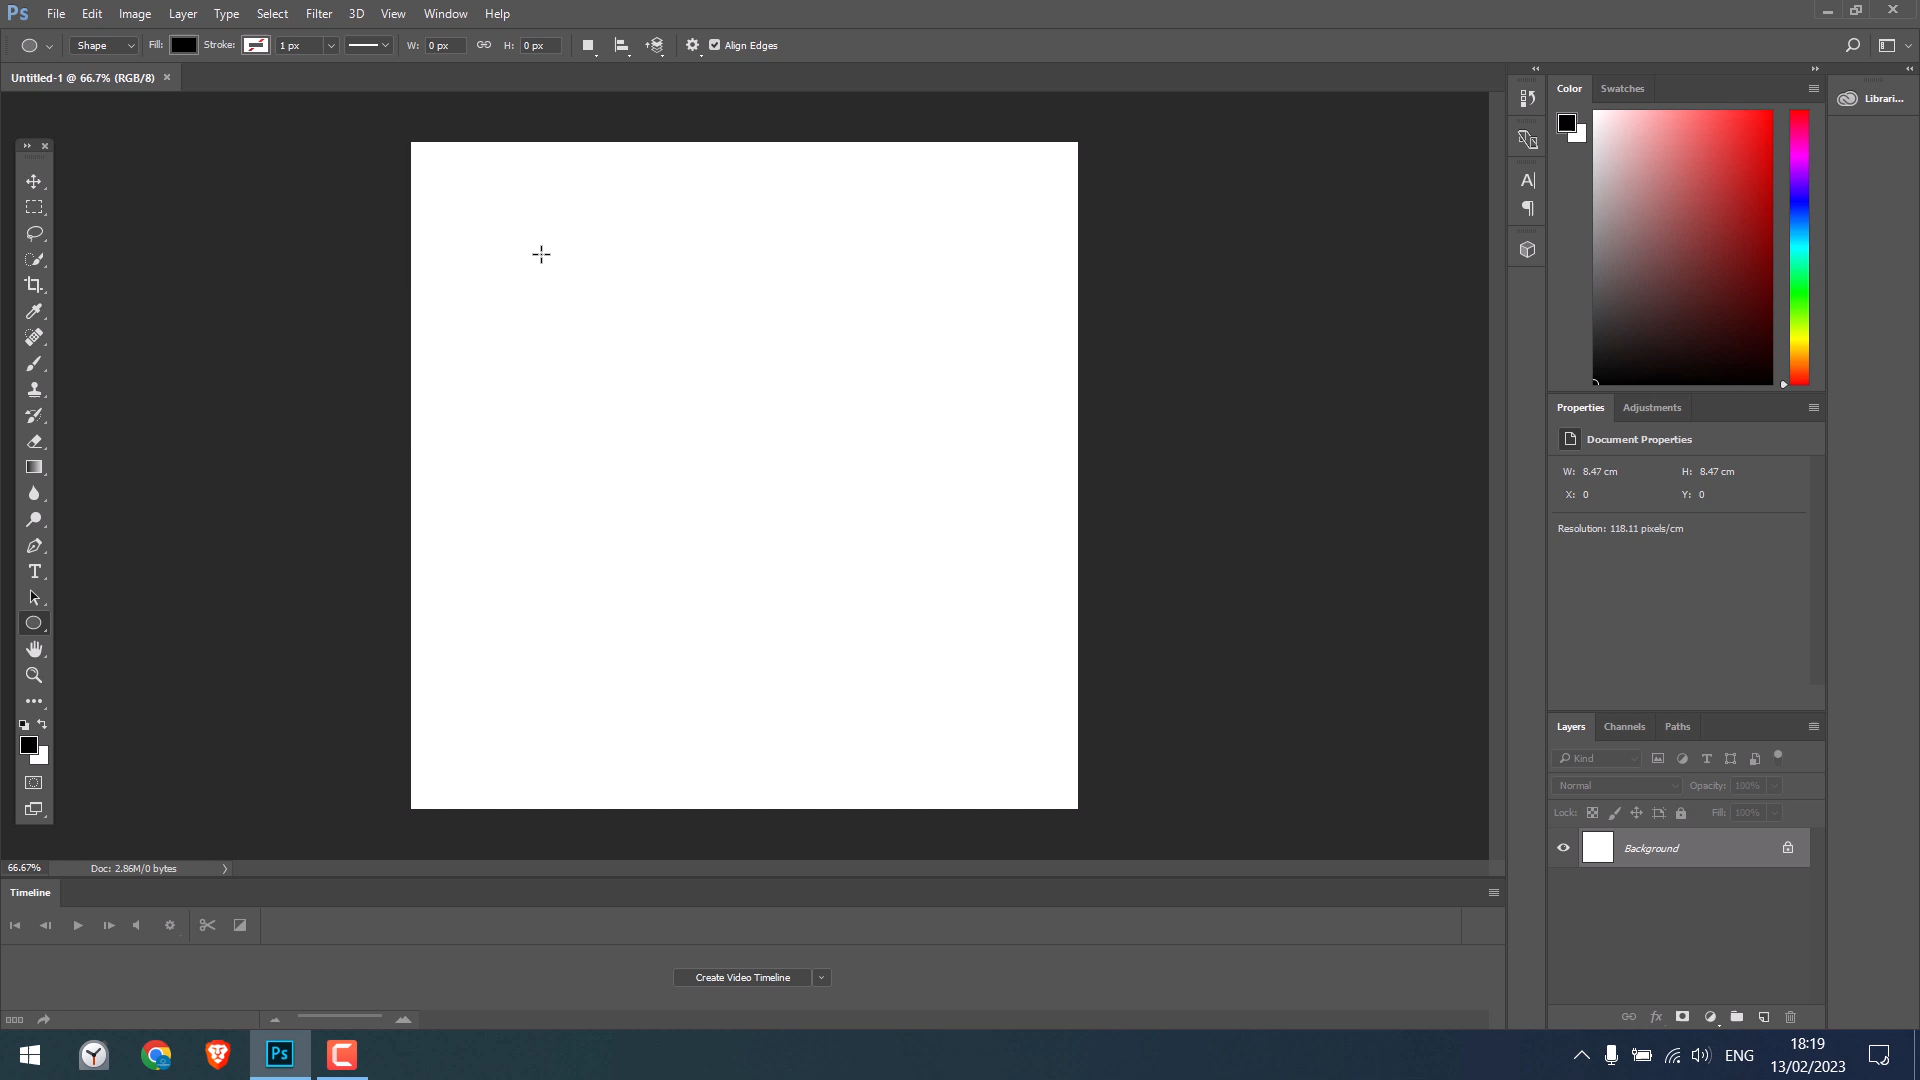 Ps File Edit Image Layer Type Select Filter 3D View Window Help
Shape Fill: Stroke: 1 px W: 0 px H: 0 px Align Edges
Untitled-1 @ 66.7% (RGB/8) ×
Color Swatches
Librari...
A|
Properties Adjustments
Document Properties
W: 8.47 cm H: 8.47 cm
X: 0 Y: 0
Resolution: 118.11 pixels/cm
T
Layers Channels Paths
Kind T
Normal Opacity: 100%
Lock: Fill: 100%
Background
66.67% Doc: 2.86M/0 bytes
Timeline
Create Video Timeline
fx
Ps
ENG
18:19
13/02/2023